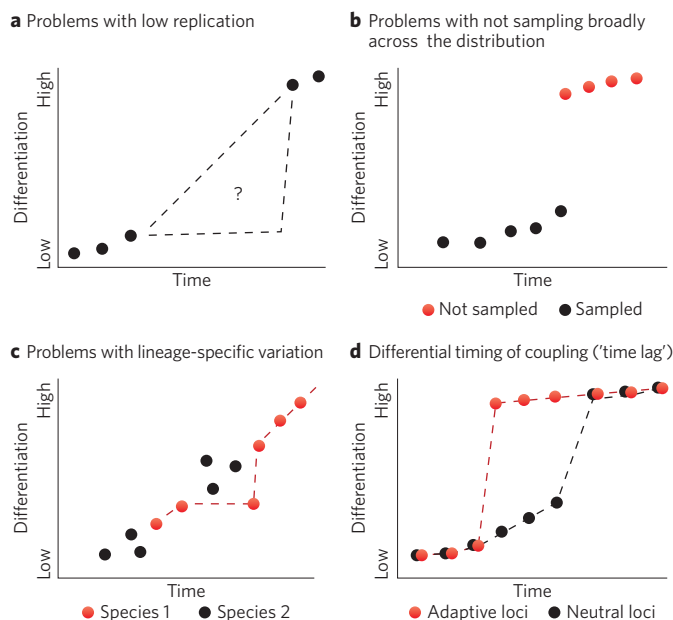 a Problems with low replication
High
Differentiation
Low
?
Time
b Problems with not sampling broadly
across the distribution
High
Differentiation
Low
Time
Not sampled Sampled
c Problems with lineage-specific variation
High
Differentiation
Low
Time
Species 1 Species 2
d Differential timing of coupling ('time lag')
High
Differentiation
Low
Time
Adaptive loci Neutral loci